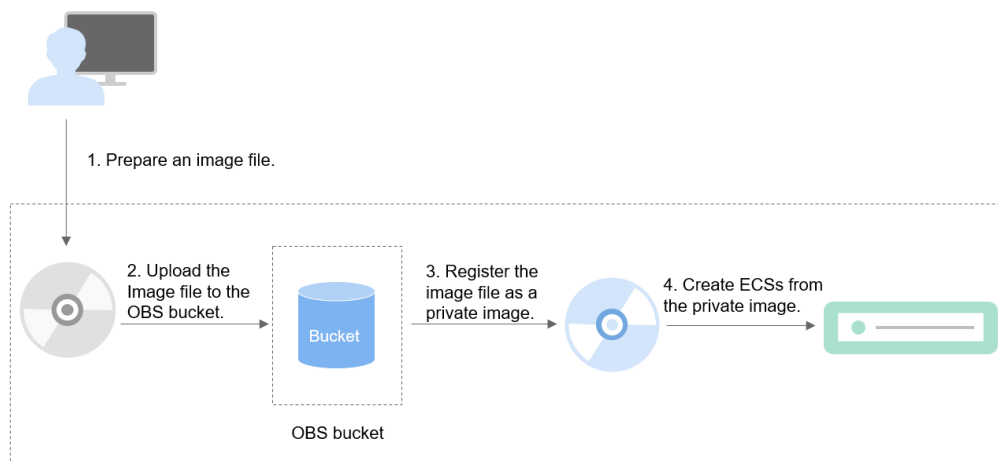 1. Prepare an image file.
2. Upload the
Image file to the
OBS bucket.
3. Register the
image file as a
private image.
4. Create ECSs from
the private image.
Bucket
OBS bucket